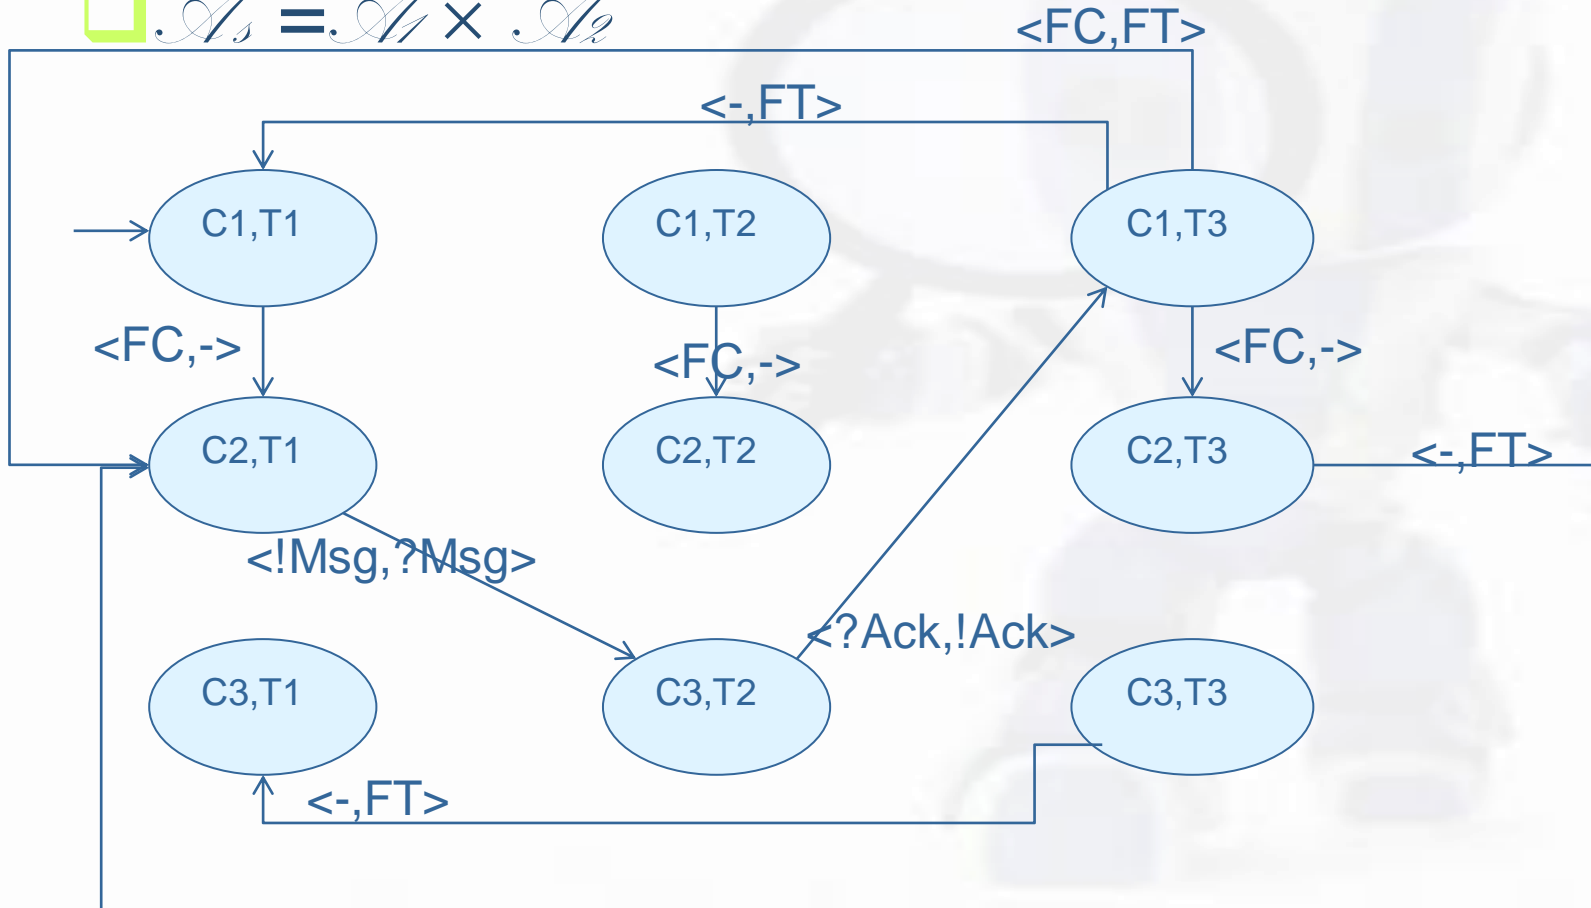 𝒜s = 𝒜1 × 𝒜2
<FC,FT>
<-,FT>
C1,T1
C1,T2
C1,T3
<FC,->
<FC,->
<FC,->
C2,T1
C2,T2
C2,T3
<-,FT>
<!Msg,?Msg>
<?Ack,!Ack>
C3,T1
C3,T2
C3,T3
<-,FT>